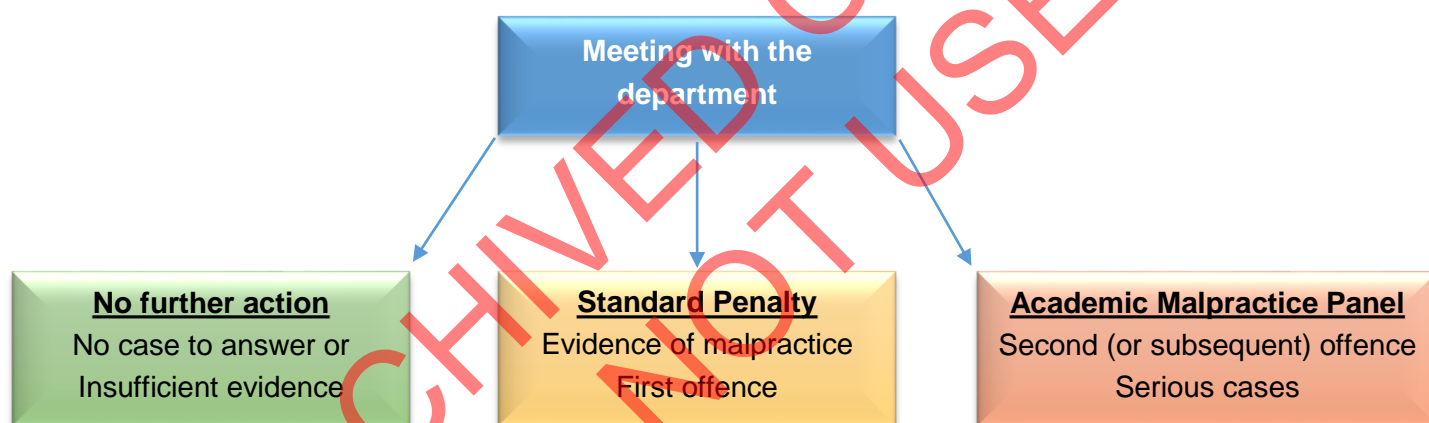 Meeting with the
department
No further action
No case to answer or
Insufficient evidence
Standard Penalty
Evidence of malpractice
First offence
Academic Malpractice Panel
Second (or subsequent) offence
Serious cases
CHIVED
NOT USE